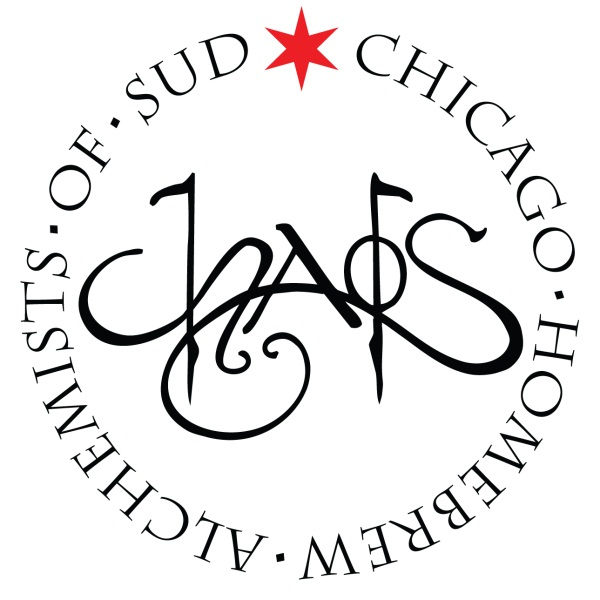 CHICAGO · HOMEBREW · ALCHEMISTS · OF · SUD
CHAOS